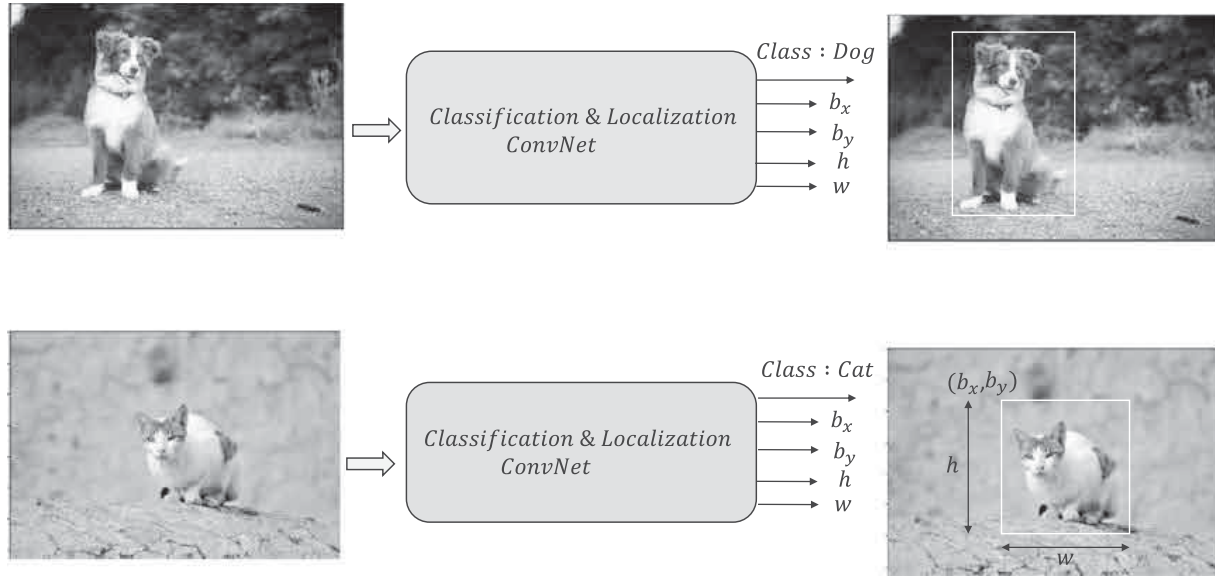 Class : Dog
Classification & Localization
ConvNet
b_x
b_y
h
w
Class : Cat
Classification & Localization
ConvNet
b_x
b_y
h
w
(b_x,b_y)
h
w